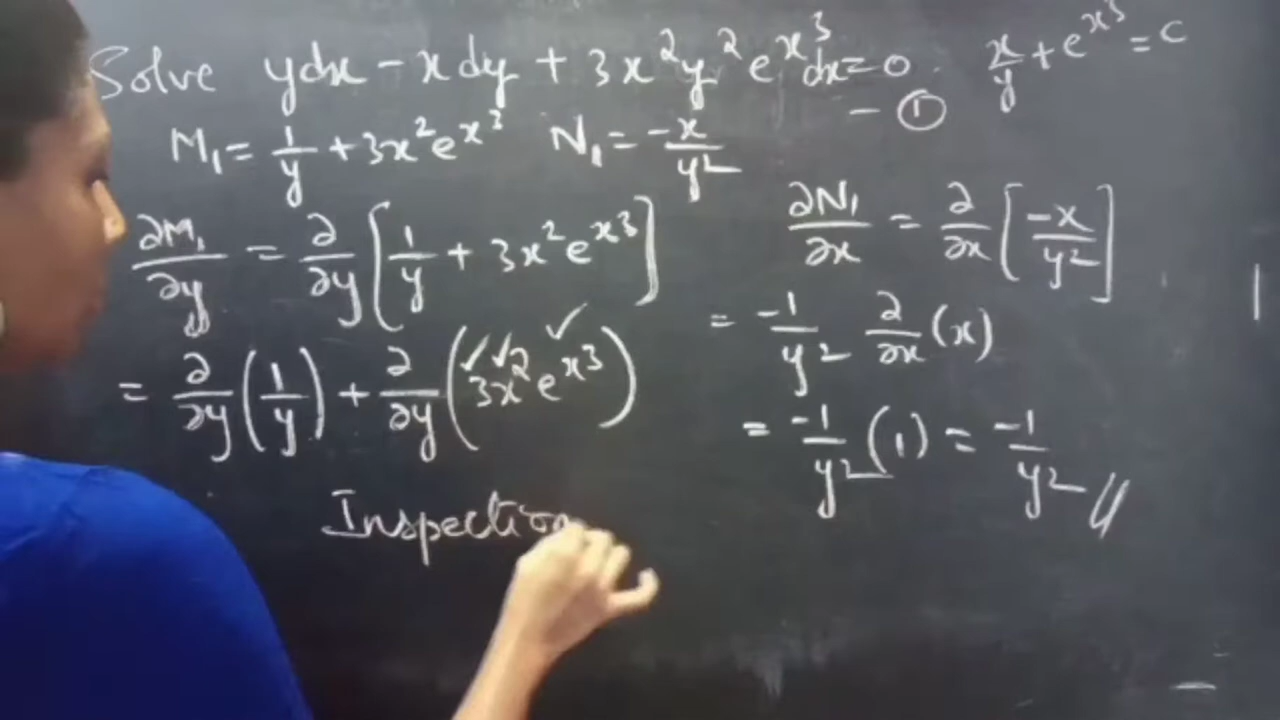 Solve ydx - xdy + 3x²y²e^{x³}dx = 0. x/y + e^{x³} = c
- ①
M₁ = 1/y + 3x²e^{x³} N₁ = -x/y²
∂M₁/∂y = ∂/∂y [1/y + 3x²e^{x³}] ∂N₁/∂x = ∂/∂x [-x/y²]
= ∂/∂y (1/y) + ∂/∂y (3x²e^{x³}) = -1/y² ∂/∂x (x)
= -1/y² (1) = -1/y² //
Inspection